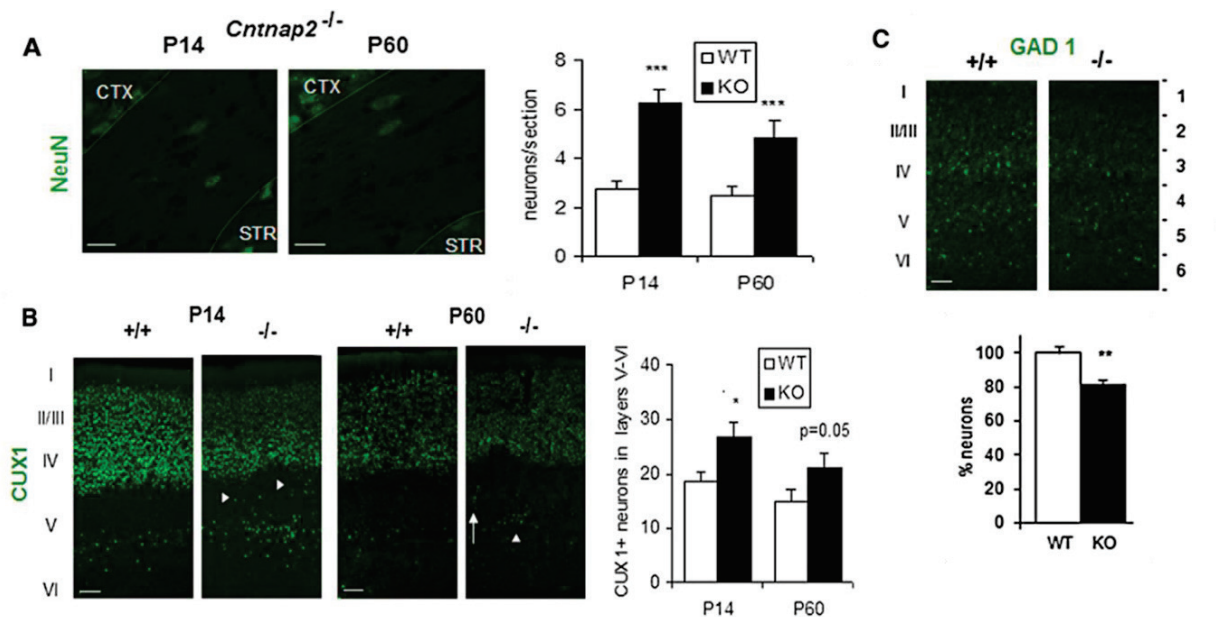 A
Cntnap2 -/-
P14 P60
NeuN
CTX
STR
CTX
STR
neurons/section
8
6
4
2
0
WT
KO
***
***
P14 P60
B
P14 P60
+/+ -/- +/+ -/-
CUX1
I
II/III
IV
V
VI
CUX1+ neurons in layers V-VI
40
30
20
10
0
WT
KO
*
p=0.05
P14 P60
C
GAD 1
+/+ -/-
I
II/III
IV
V
VI
1
2
3
4
5
6
% neurons
100
80
60
40
20
0
**
WT KO